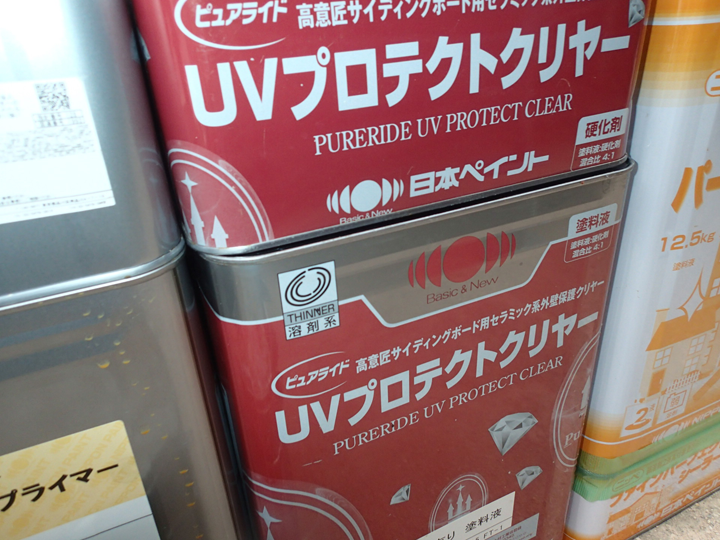 ピュアライド 高意匠サイディングボード用セラミック系外壁
UVプロテクトクリヤー
PURERIDE UV PROTECT CLEAR
硬化剤
塗料液:硬化剤
混合比 4:1
Basic & New
日本ペイント
塗料液
塗料液:硬化剤
混合比 4:1
Basic & New
THINNER
溶剤系
ピュアライド 高意匠サイディングボード用セラミック系外壁保護クリヤー
UVプロテクトクリヤー
PURERIDE UV PROTECT CLEAR
塗料液
プライマー
パー
12.5kg
塗料液
2